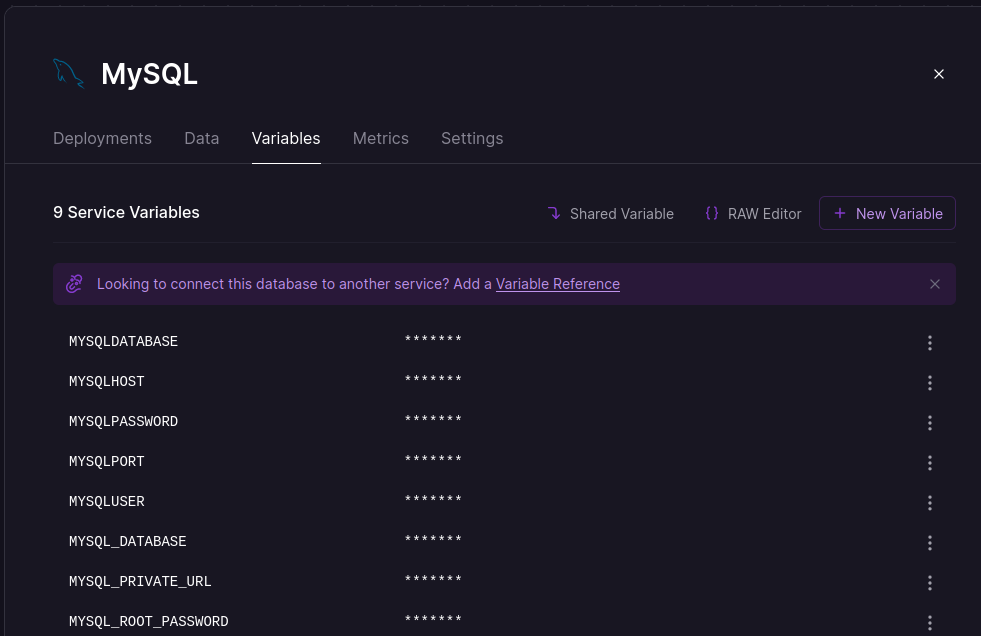 MySQL
Deployments Data Variables Metrics Settings
9 Service Variables Shared Variable {} RAW Editor + New Variable
Looking to connect this database to another service? Add a Variable Reference
MYSQLDATABASE *******
MYSQLHOST *******
MYSQLPASSWORD *******
MYSQLPORT *******
MYSQLUSER *******
MYSQL_DATABASE *******
MYSQL_PRIVATE_URL *******
MYSQL_ROOT_PASSWORD *******